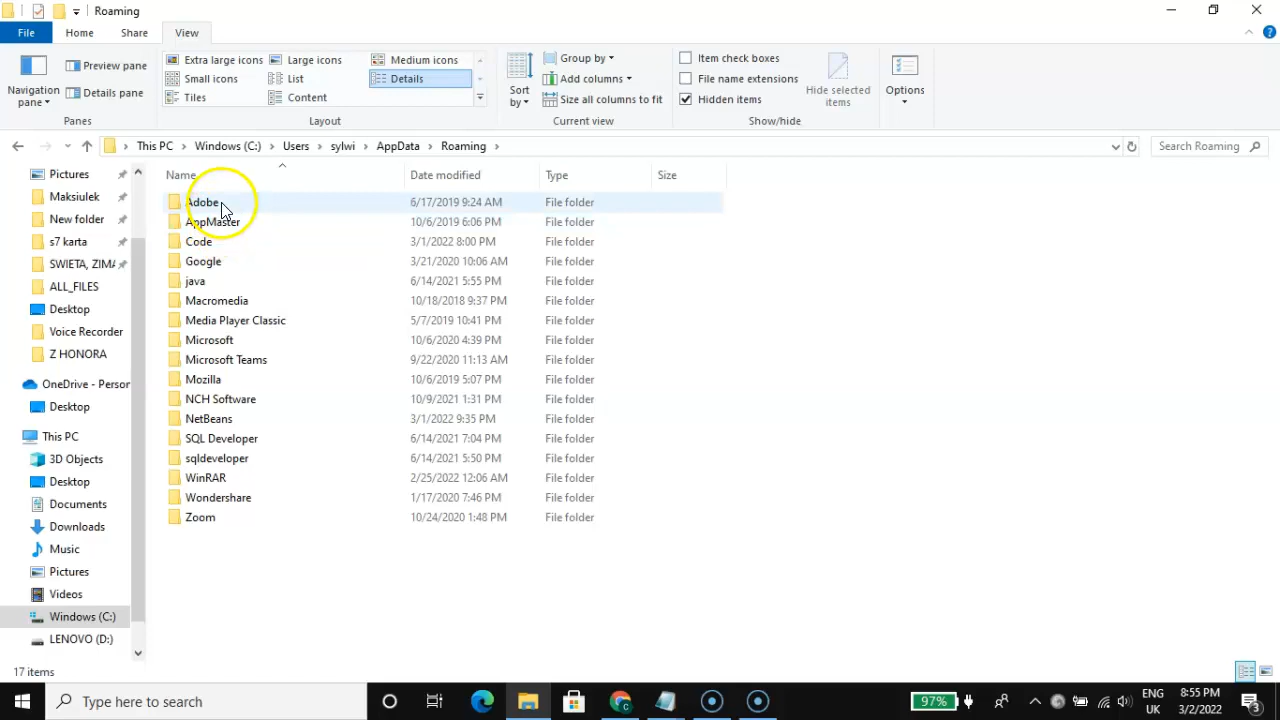 Roaming
File Home Share View
Navigation pane
Preview pane
Details pane
Panes
Extra large icons Large icons Medium icons
Small icons List Details
Tiles Content
Layout
Sort by
Group by
Add columns
Size all columns to fit
Current view
Item check boxes
File name extensions
Hidden items
Hide selected items
Show/hide
Options
This PC > Windows (C:) > Users > sylwi > AppData > Roaming >
Search Roaming
Pictures
Maksiulek
New folder
s7 karta
SWIETA, ZIMA
ALL_FILES
Desktop
Voice Recorder
Z HONORA
OneDrive - Person
Desktop
This PC
3D Objects
Desktop
Documents
Downloads
Music
Pictures
Videos
Windows (C:)
LENOVO (D:)
Name Date modified Type Size
Adobe 6/17/2019 9:24 AM File folder
AppMaster 10/6/2019 6:06 PM File folder
Code 3/1/2022 8:00 PM File folder
Google 3/21/2020 10:06 AM File folder
java 6/14/2021 5:55 PM File folder
Macromedia 10/18/2018 9:37 PM File folder
Media Player Classic 5/7/2019 10:41 PM File folder
Microsoft 10/6/2020 4:39 PM File folder
Microsoft Teams 9/22/2020 11:13 AM File folder
Mozilla 10/6/2019 5:07 PM File folder
NCH Software 10/9/2021 1:31 PM File folder
NetBeans 3/1/2022 9:35 PM File folder
SQL Developer 6/14/2021 7:04 PM File folder
sqldeveloper 6/14/2021 5:50 PM File folder
WinRAR 2/25/2022 12:06 AM File folder
Wondershare 1/17/2020 7:46 PM File folder
Zoom 10/24/2020 1:48 PM File folder
17 items
Type here to search
97%
ENG
UK
8:55 PM
3/2/2022
3